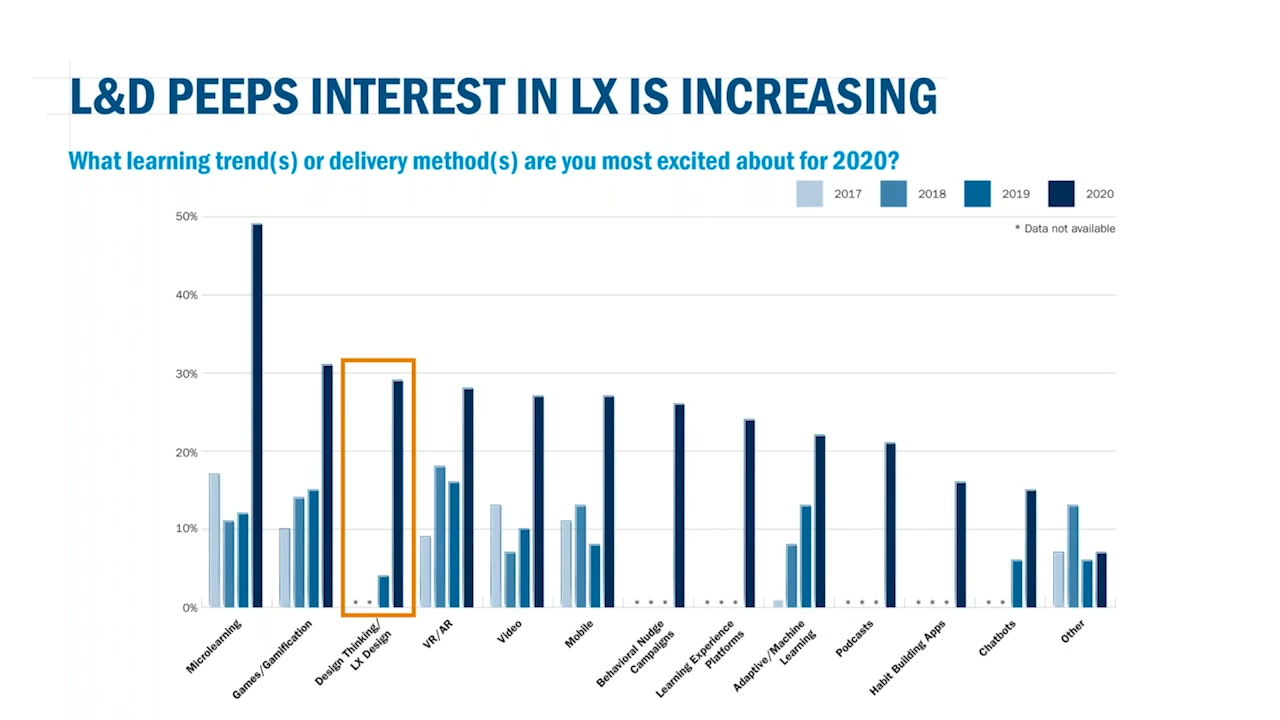 L&D PEEPS INTEREST IN LX IS INCREASING
What learning trend(s) or delivery method(s) are you most excited about for 2020?
2017 2018 2019 2020
* Data not available
50%
40%
30%
20%
10%
0%
* * * * * * * * * * * * * * * *
Microlearning
Games/Gamification
Design Thinking/
LX Design
VR/AR
Video
Mobile
Behavioral Nudge
Campaigns
Learning Experience
Platforms
Adaptive/Machine
Learning
Podcasts
Habit Building Apps
Chatbots
Other